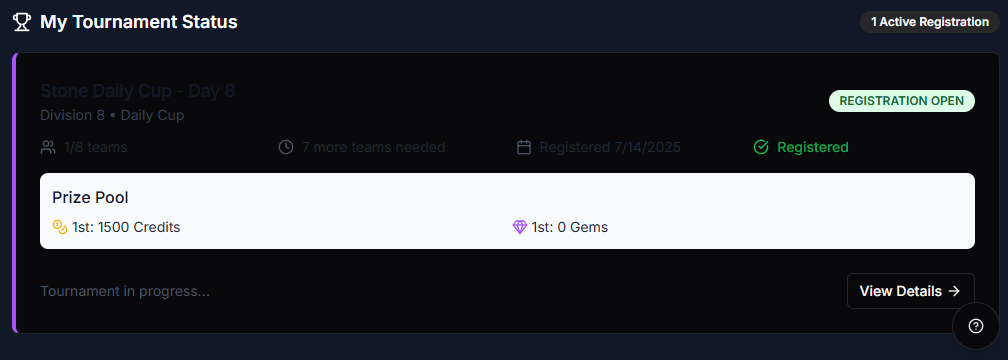 My Tournament Status
1 Active Registration
Stone Daily Cup - Day 8
REGISTRATION OPEN
Division 8 • Daily Cup
1/8 teams
7 more teams needed
Registered 7/14/2025
Registered
Prize Pool
1st: 1500 Credits
1st: 0 Gems
Tournament in progress...
View Details →